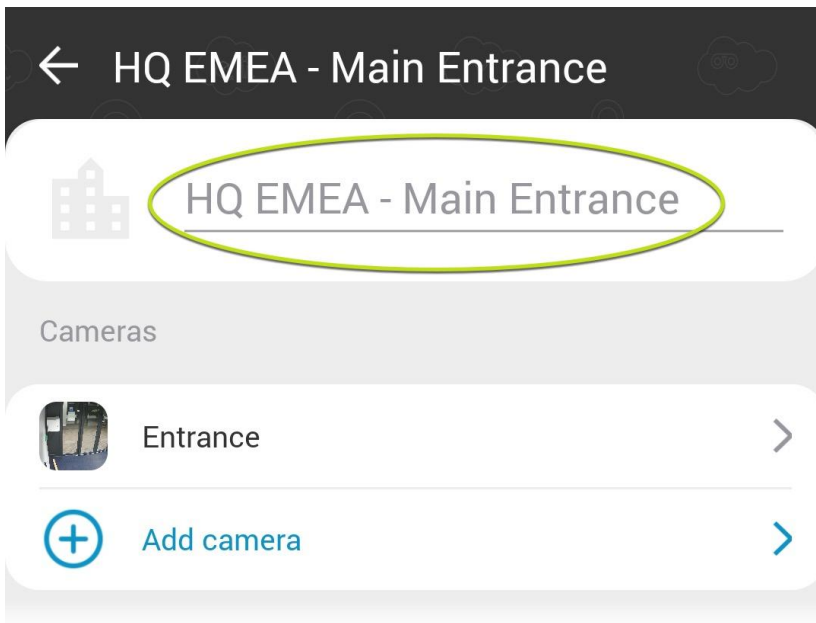 HQ EMEA - Main Entrance
HQ EMEA - Main Entrance
Cameras
Entrance
Add camera